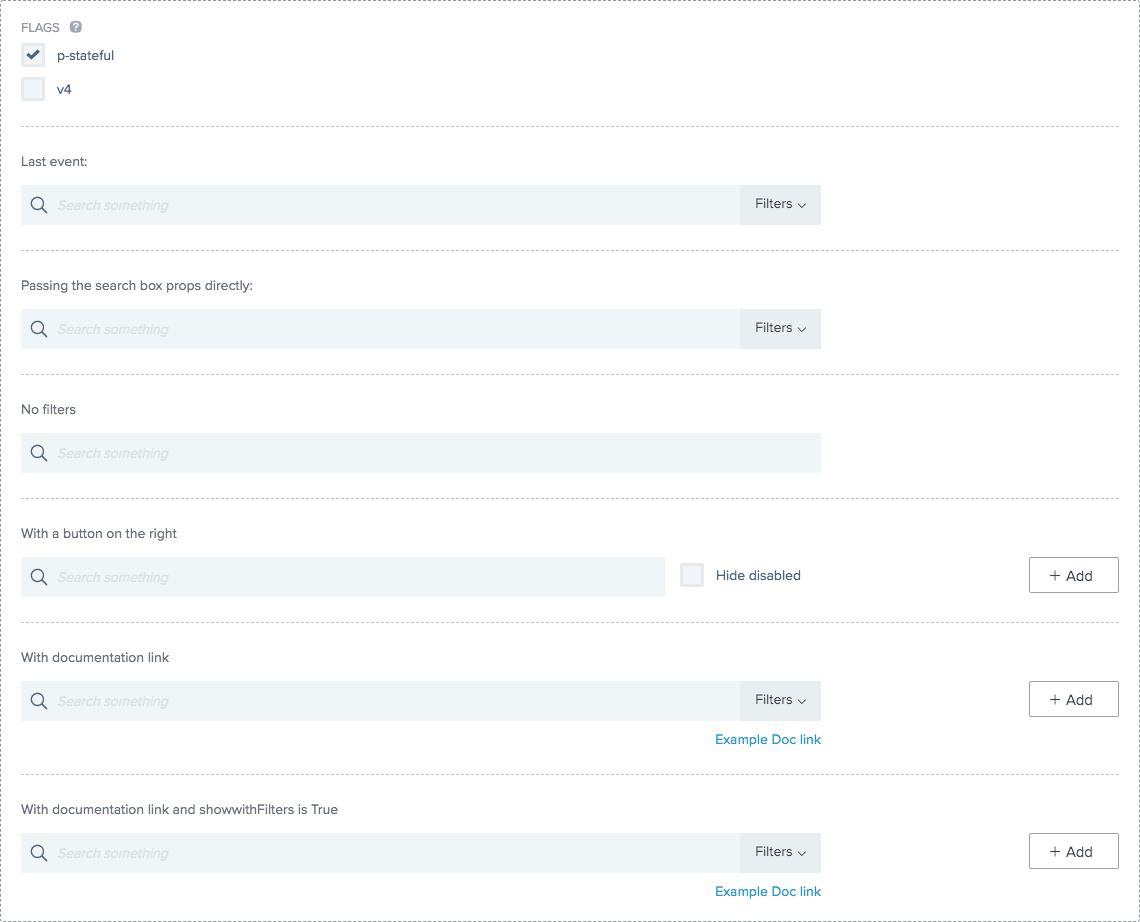 FLAGS ?
p-stateful
v4
Last event:
Search something Filters
Passing the search box props directly:
Search something Filters
No filters
Search something
With a button on the right
Search something Hide disabled + Add
With documentation link
Search something Filters + Add
Example Doc link
With documentation link and showwithFilters is True
Search something Filters + Add
Example Doc link